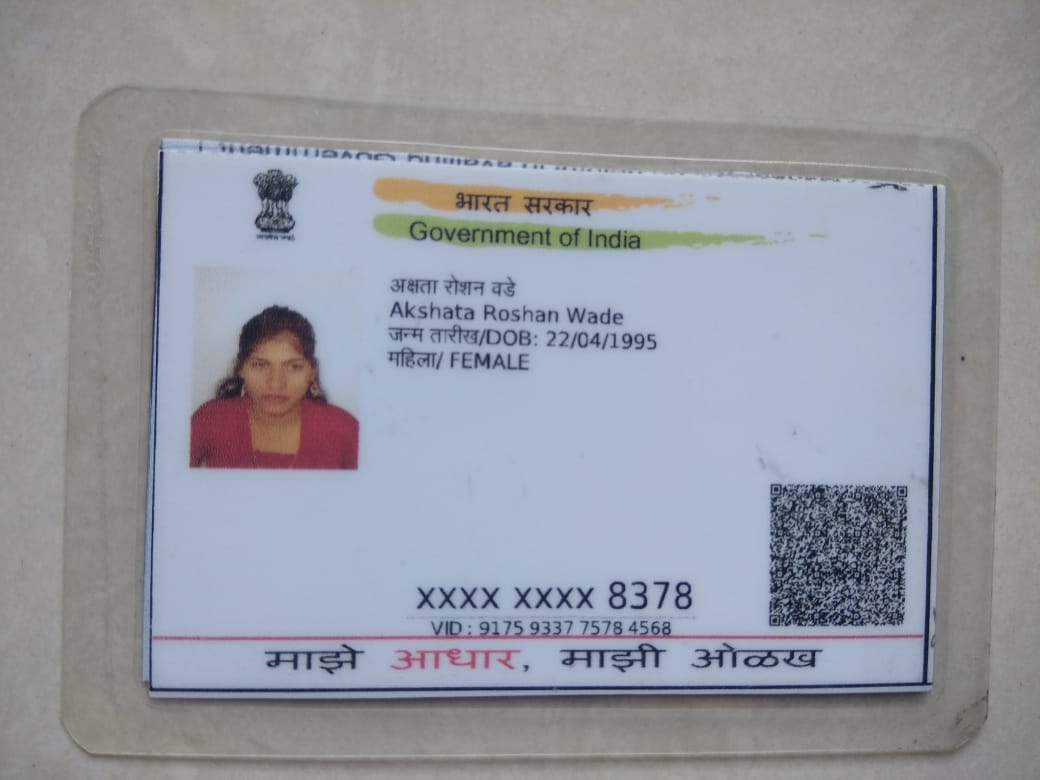 भारत सरकार
Government of India
अक्षता रोशन वडे
Akshata Roshan Wade
जन्म तारीख/DOB: 22/04/1995
महिला/ FEMALE
xxxx xxxx 8378
VID : 9175 9337 7578 4568
माझे आधार, माझी ओळख